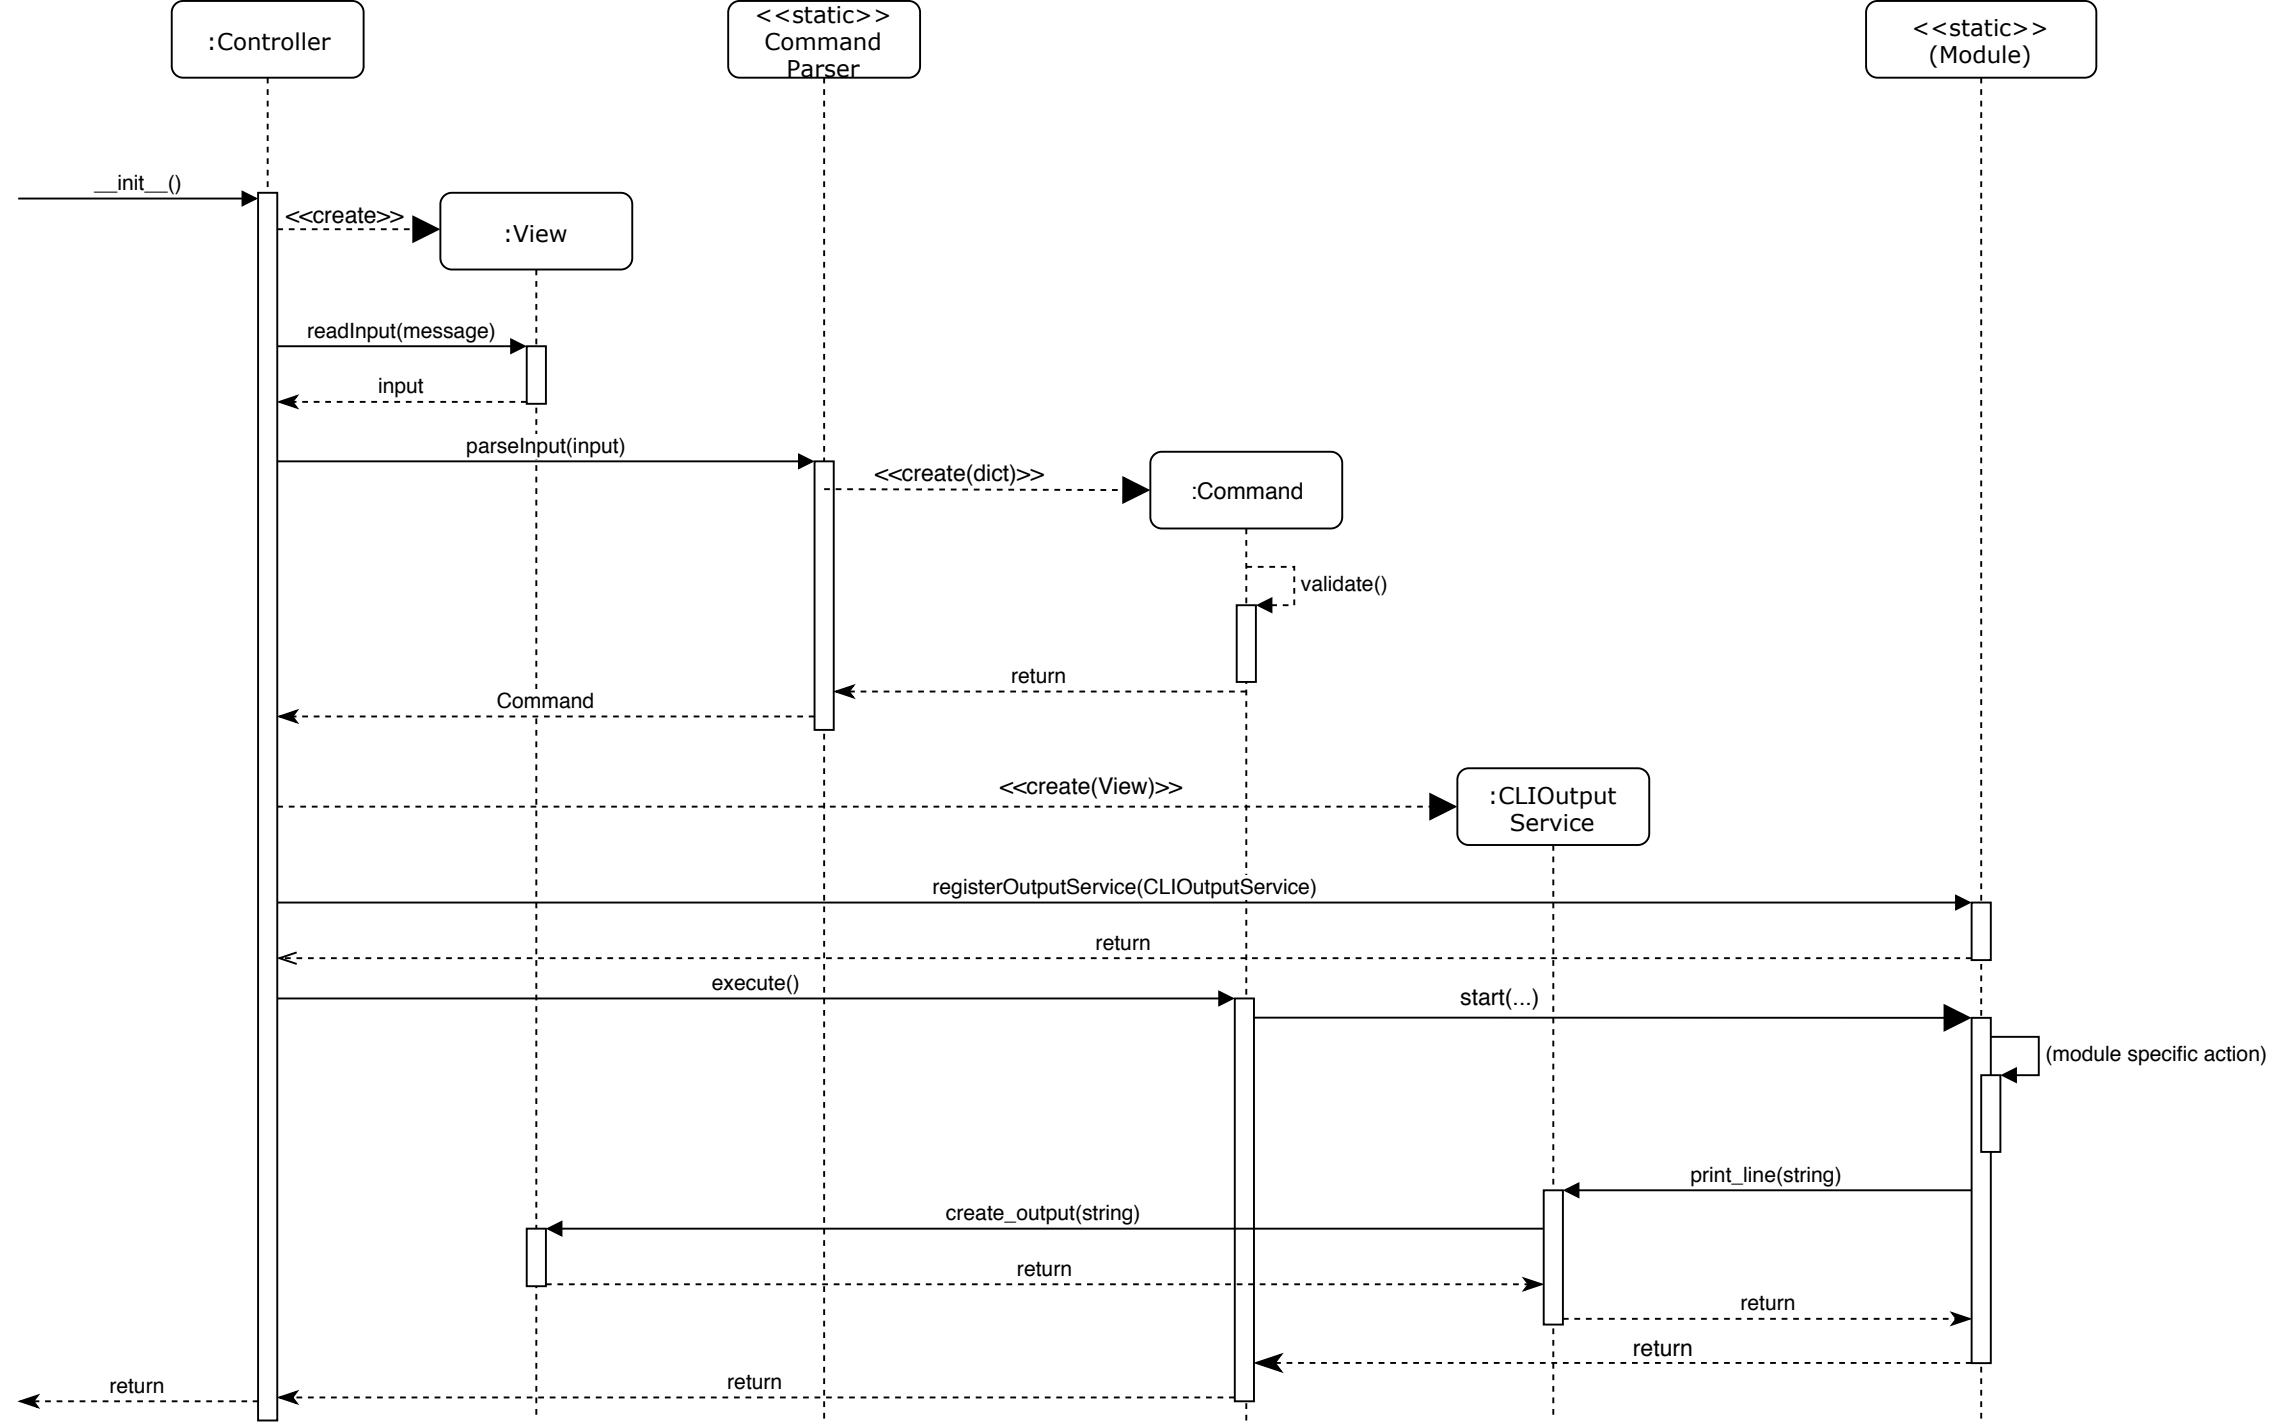 :Controller
<<static>>
Command
Parser
<<static>>
(Module)
__init__()
<<create>>
:View
readInput(message)
input
parseInput(input)
<<create(dict)>>
:Command
validate()
return
Command
<<create(View)>>
:CLIOutput
Service
registerOutputService(CLIOutputService)
return
execute()
start(...)
(module specific action)
print_line(string)
create_output(string)
return
return
return
return
return